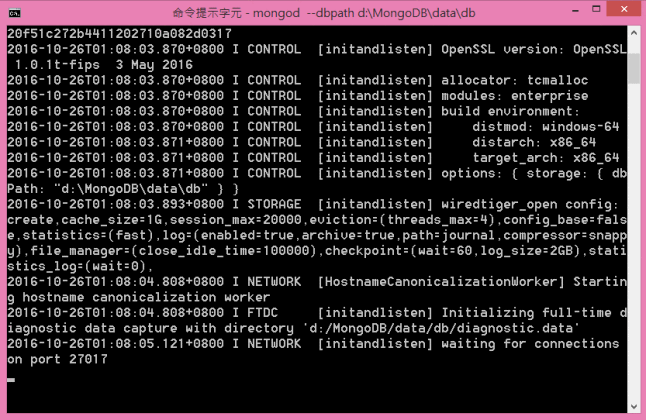 命令提示字元 - mongod --dbpath d:\MongoDB\data\db
20f51c272b4411202710a082d0317
2016-10-26T01:08:03.870+0800 I CONTROL  [initandlisten] OpenSSL version: OpenSSL
 1.0.1t-fips  3 May 2016
2016-10-26T01:08:03.870+0800 I CONTROL  [initandlisten] allocator: tcmalloc
2016-10-26T01:08:03.870+0800 I CONTROL  [initandlisten] modules: enterprise
2016-10-26T01:08:03.870+0800 I CONTROL  [initandlisten] build environment:
2016-10-26T01:08:03.870+0800 I CONTROL  [initandlisten]     distmod: windows-64
2016-10-26T01:08:03.871+0800 I CONTROL  [initandlisten]     distarch: x86_64
2016-10-26T01:08:03.871+0800 I CONTROL  [initandlisten]     target_arch: x86_64
2016-10-26T01:08:03.871+0800 I CONTROL  [initandlisten] options: { storage: { db
Path: "d:\MongoDB\data\db" } }
2016-10-26T01:08:03.893+0800 I STORAGE  [initandlisten] wiredtiger_open config:
create,cache_size=1G,session_max=20000,eviction=(threads_max=4),config_base=fals
e,statistics=(fast),log=(enabled=true,archive=true,path=journal,compressor=snapp
y),file_manager=(close_idle_time=100000),checkpoint=(wait=60,log_size=2GB),stati
stics_log=(wait=0),
2016-10-26T01:08:04.808+0800 I NETWORK  [HostnameCanonicalizationWorker] Startin
g hostname canonicalization worker
2016-10-26T01:08:04.808+0800 I FTDC     [initandlisten] Initializing full-time d
iagnostic data capture with directory 'd:/MongoDB/data/db/diagnostic.data'
2016-10-26T01:08:05.121+0800 I NETWORK  [initandlisten] waiting for connections
on port 27017